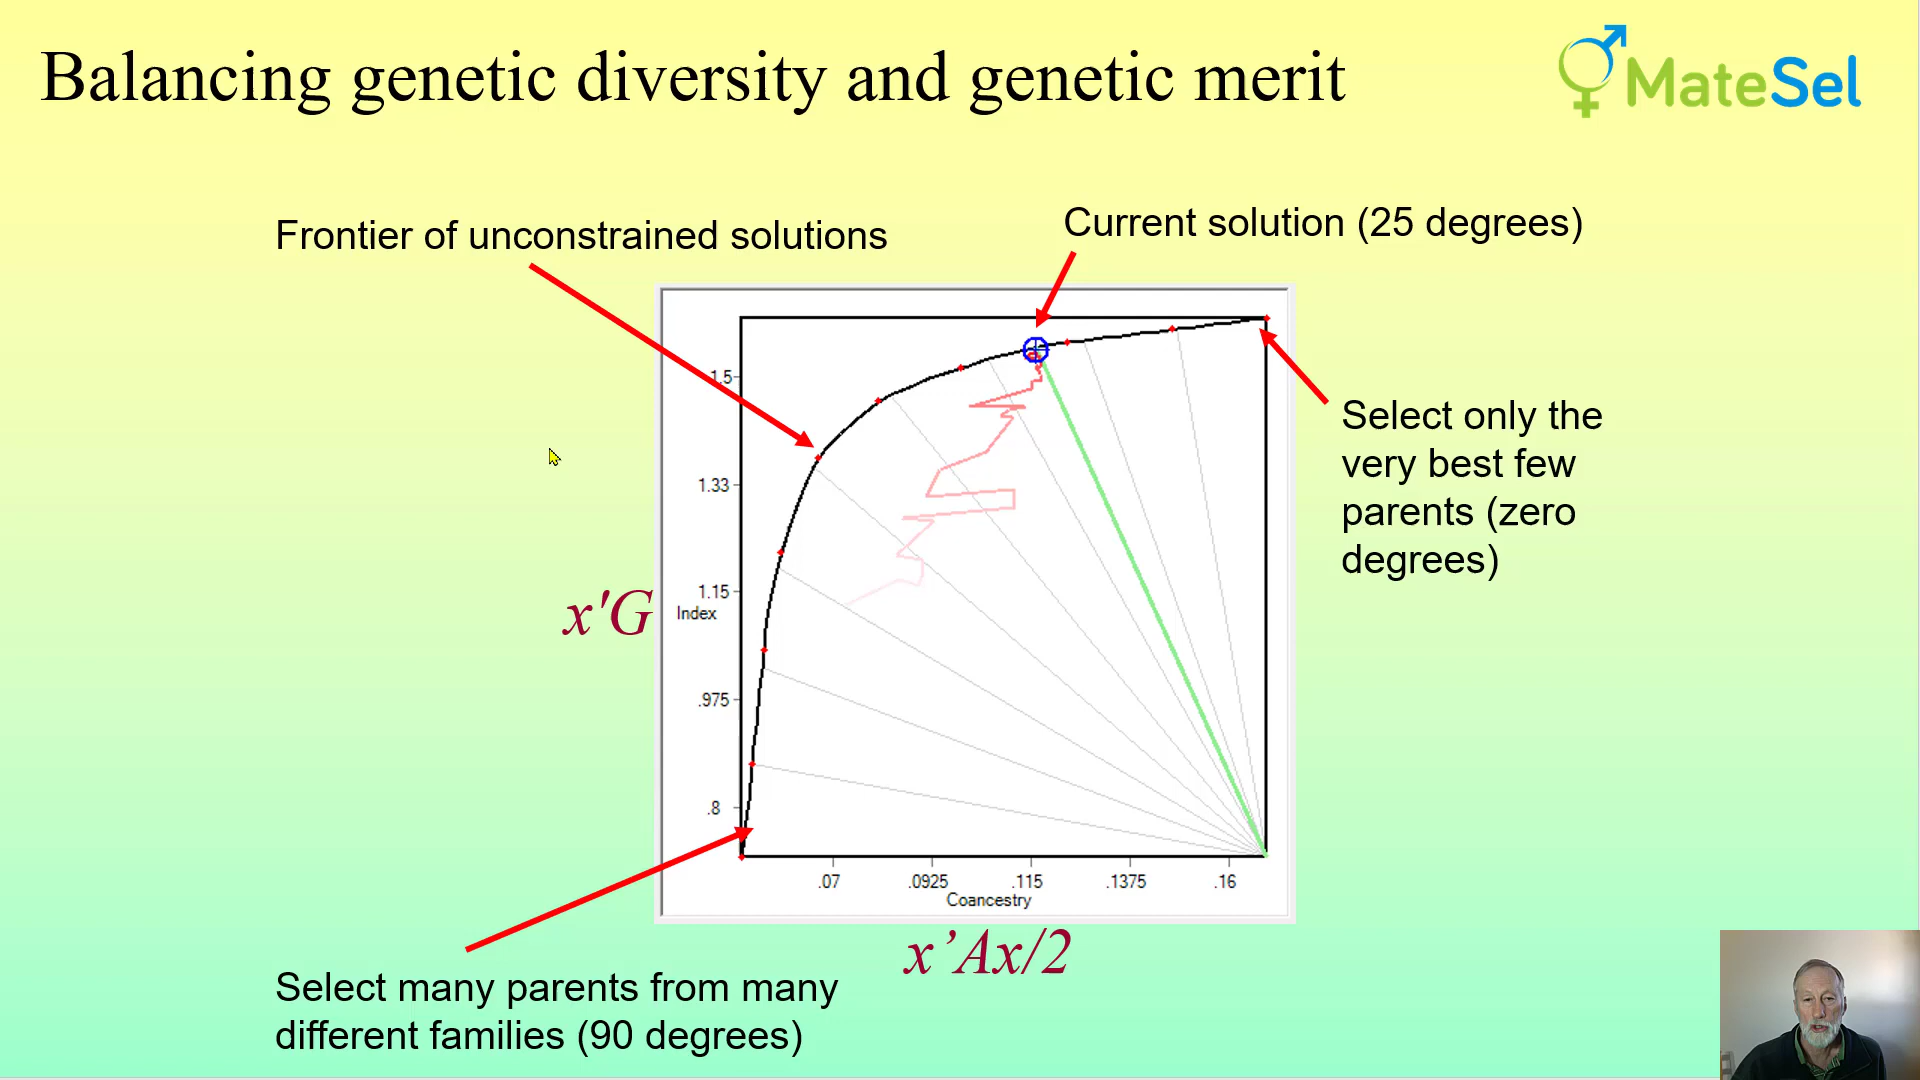 Balancing genetic diversity and genetic merit
MateSel
Frontier of unconstrained solutions
Current solution (25 degrees)
1.5
1.33
1.15
Index
.975
.8
x'G
Select only the
very best few
parents (zero
degrees)
.07 .0925 .115 .1375 .16
Coancestry
x’Ax/2
Select many parents from many
different families (90 degrees)